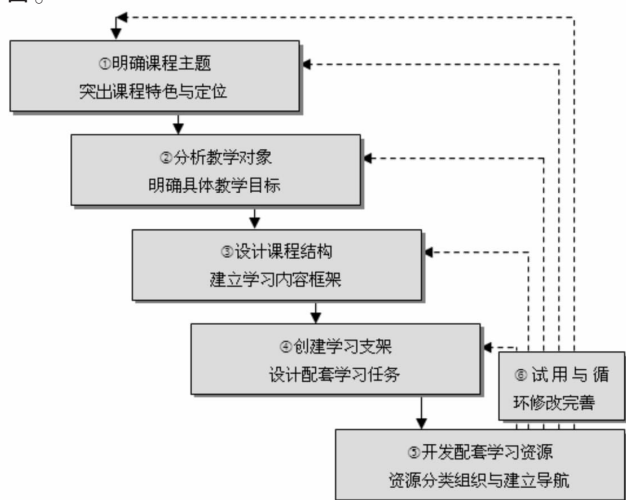 ①明确课程主题
突出课程特色与定位
②分析教学对象
明确具体教学目标
③设计课程结构
建立学习内容框架
④创建学习支架
设计配套学习任务
⑥试用与循
环修改完善
⑤开发配套学习资源
资源分类组织与建立导航